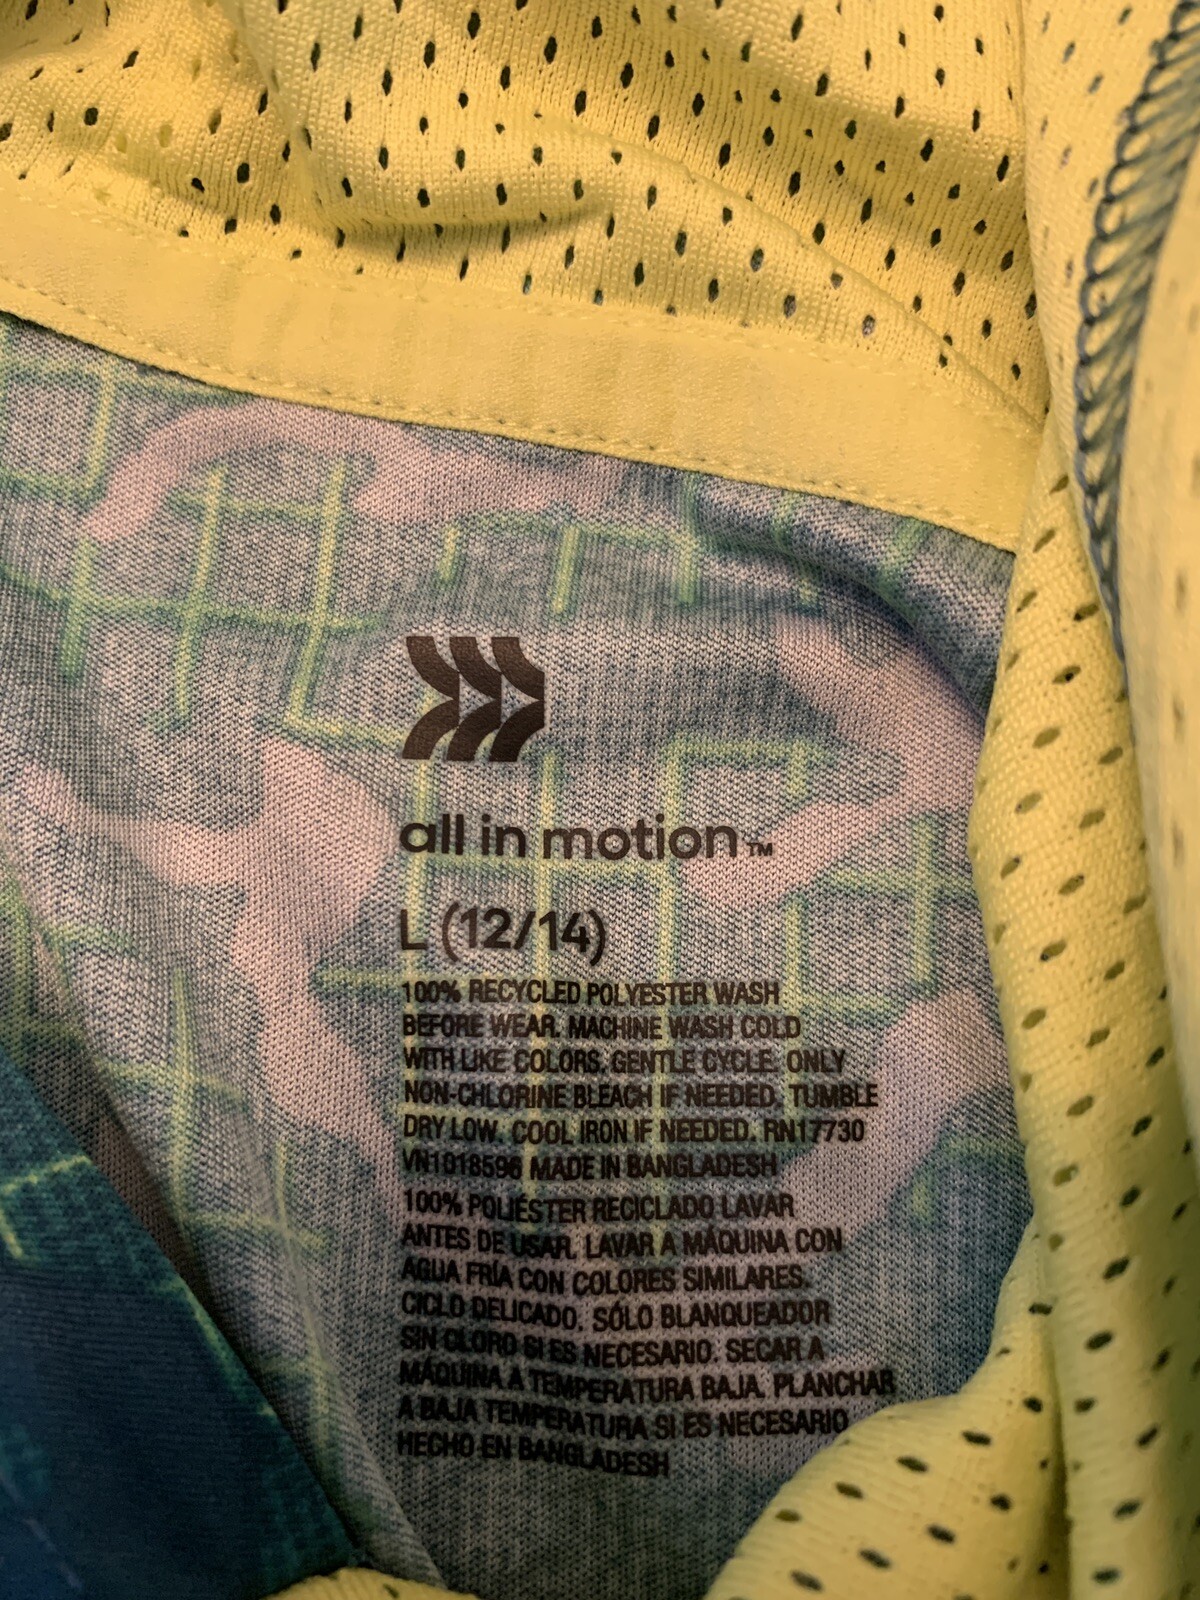 all in motion™
L (12/14)
100% RECYCLED POLYESTER WASH
BEFORE WEAR. MACHINE WASH COLD
WITH LIKE COLORS. GENTLE CYCLE. ONLY
NON-CHLORINE BLEACH IF NEEDED. TUMBLE
DRY LOW. COOL IRON IF NEEDED. RN17730
VN1018596 MADE IN BANGLADESH
100% POLIÉSTER RECICLADO LAVAR
ANTES DE USAR. LAVAR A MÁQUINA CON
AGUA FRÍA CON COLORES SIMILARES.
CICLO DELICADO. SÓLO BLANQUEADOR
SIN CLORO SI ES NECESARIO. SECAR A
MÁQUINA A TEMPERATURA BAJA. PLANCHAR
A BAJA TEMPERATURA SI ES NECESARIO
HECHO EN BANGLADESH